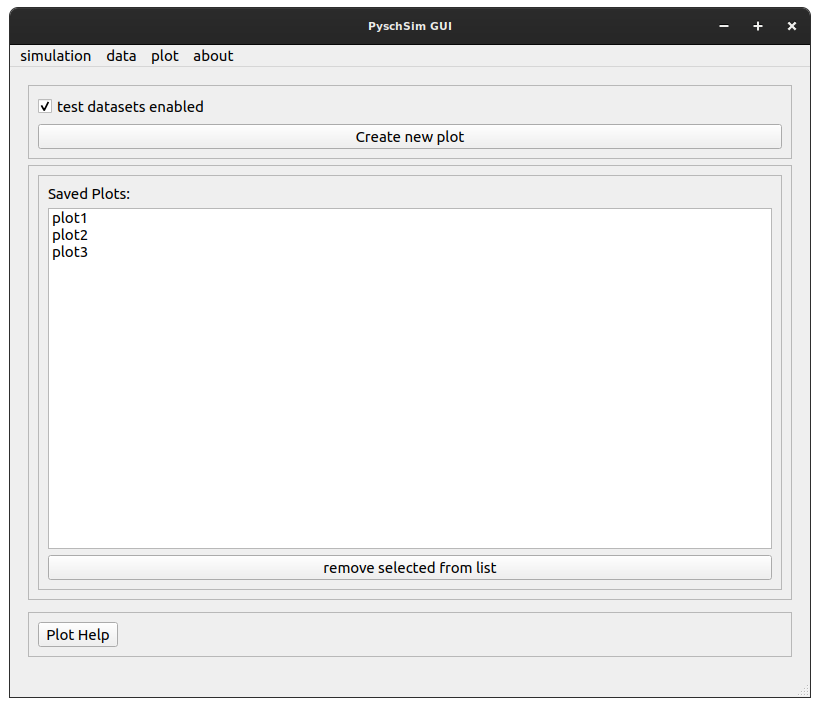 PyschSim GUI
simulation data plot about
test datasets enabled
Create new plot
Saved Plots:
plot1
plot2
plot3
remove selected from list
Plot Help